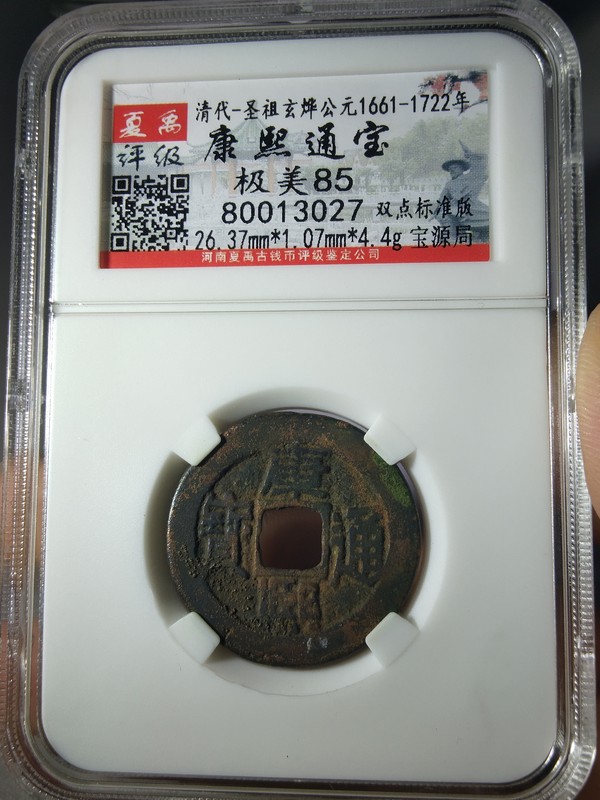 清代-圣祖玄烨公元1661-1722年
夏禹
评级
康熙通宝
极美85
80013027 双点标准版
26.37mm*1.07mm*4.4g 宝源局
河南夏禹古钱币评级鉴定公司
康熙通寳